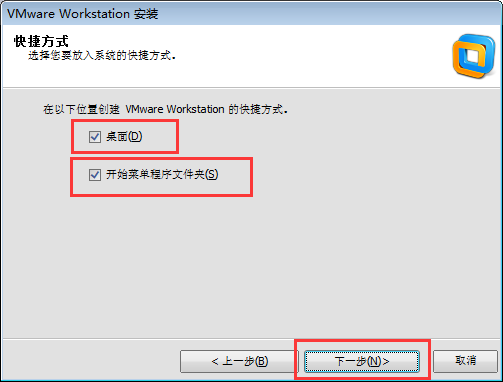 VMware Workstation 安装
快捷方式
选择您要放入系统的快捷方式。
在以下位置创建 VMware Workstation 的快捷方式。
桌面(D)
开始菜单程序文件夹(S)
< 上一步(B)
下一步(N)>
取消